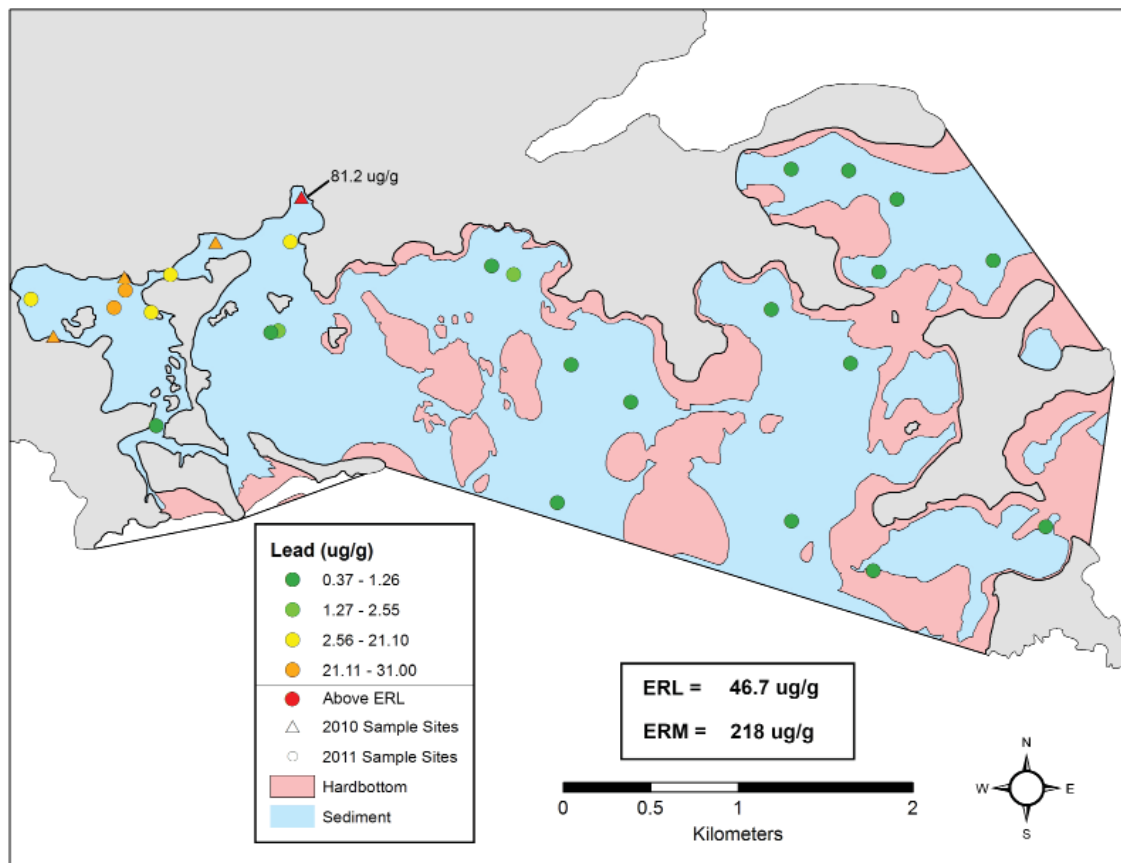 81.2 ug/g
Lead (ug/g)
0.37 - 1.26
1.27 - 2.55
2.56 - 21.10
21.11 - 31.00
Above ERL
2010 Sample Sites
2011 Sample Sites
Hardbottom
Sediment
ERL = 46.7 ug/g
ERM = 218 ug/g
0 0.5 1 2
Kilometers
N
W E
S